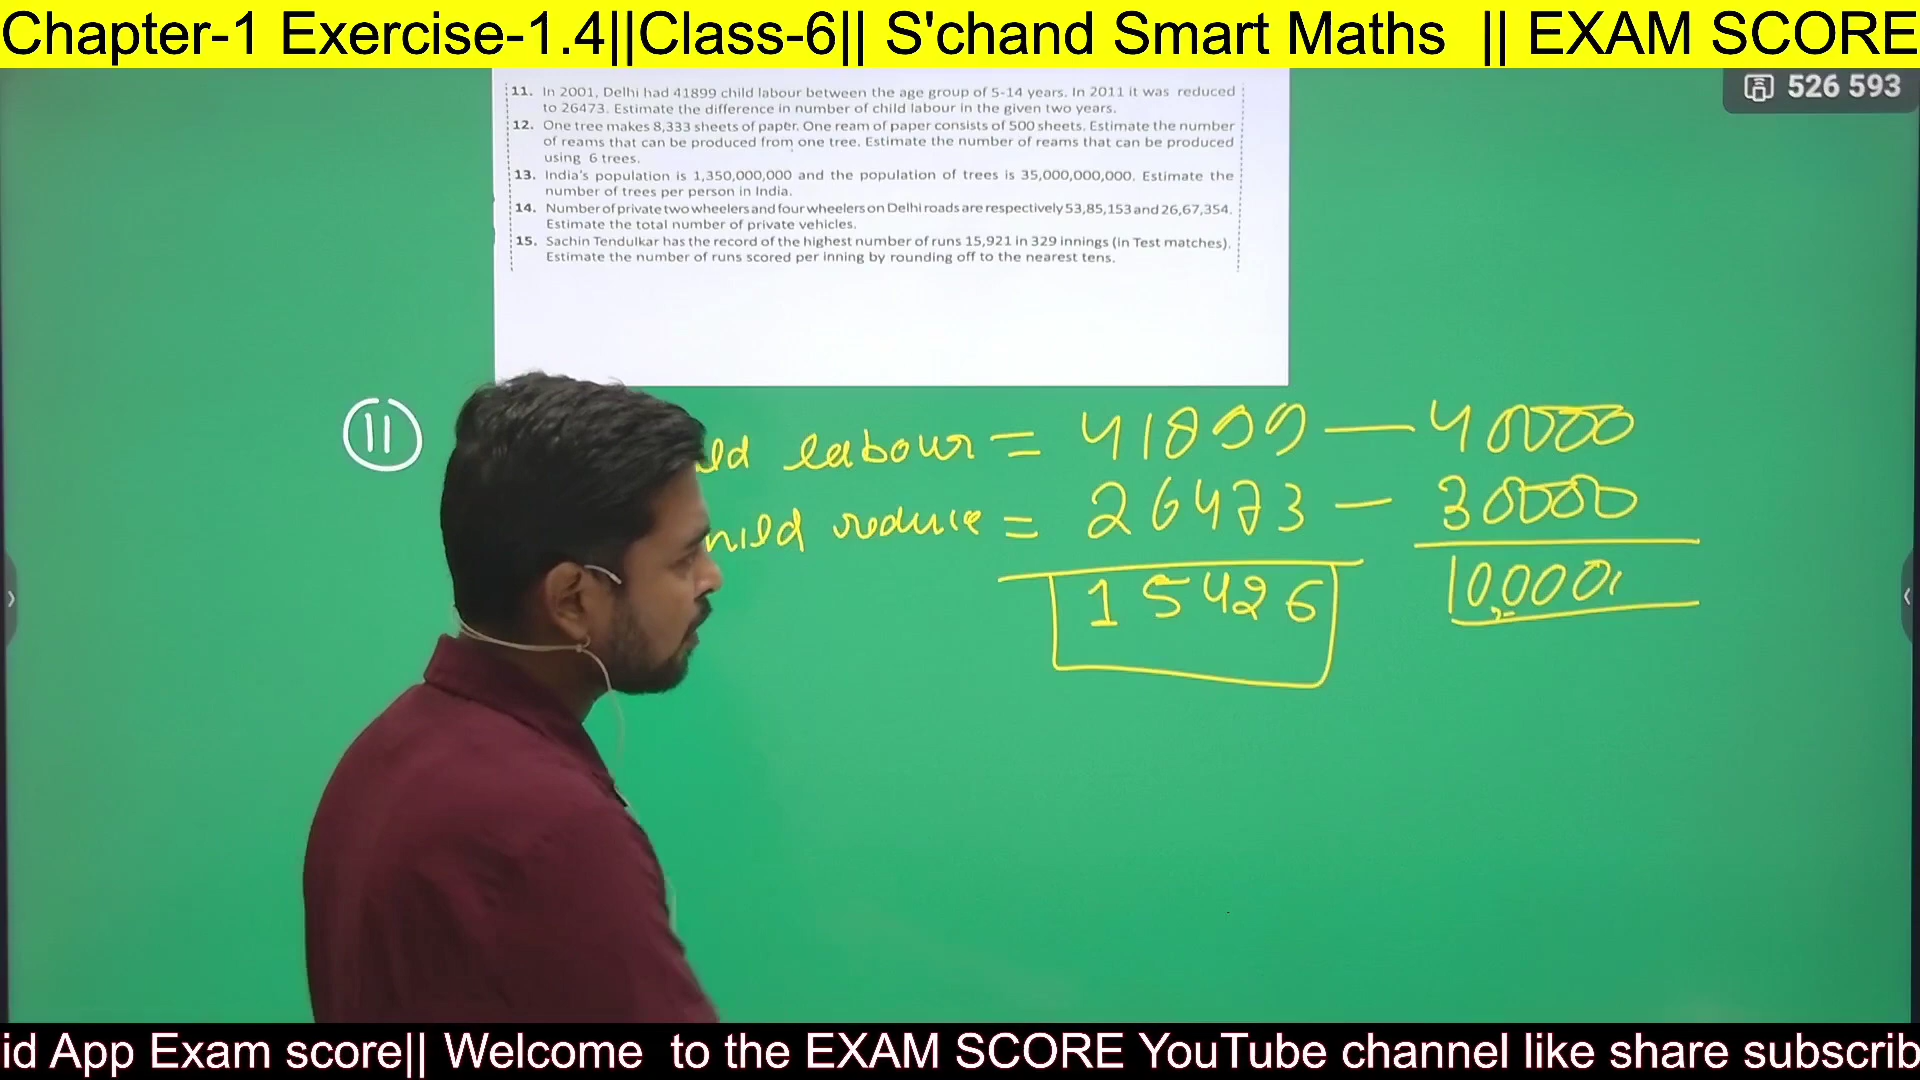 Chapter-1 Exercise-1.4||Class-6|| S'chand Smart Maths || EXAM SCORE
526 593
11. In 2001, Delhi had 41899 child labour between the age group of 5-14 years. In 2011 it was reduced
to 26473. Estimate the difference in number of child labour in the given two years.
12. One tree makes 8,333 sheets of paper. One ream of paper consists of 500 sheets. Estimate the number
of reams that can be produced from one tree. Estimate the number of reams that can be produced
using 6 trees.
13. India's population is 1,350,000,000 and the population of trees is 35,000,000,000. Estimate the
number of trees per person in India.
14. Number of private two wheelers and four wheelers on Delhi roads are respectively 53,85,153 and 26,67,354.
Estimate the total number of private vehicles.
15. Sachin Tendulkar has the record of the highest number of runs 15,921 in 329 innings (in Test matches).
Estimate the number of runs scored per inning by rounding off to the nearest tens.
11 ld labour = 41899 — 40000
hild reduce = 26473 — 30000
15426 10,000
id App Exam score|| Welcome to the EXAM SCORE YouTube channel like share subscrib